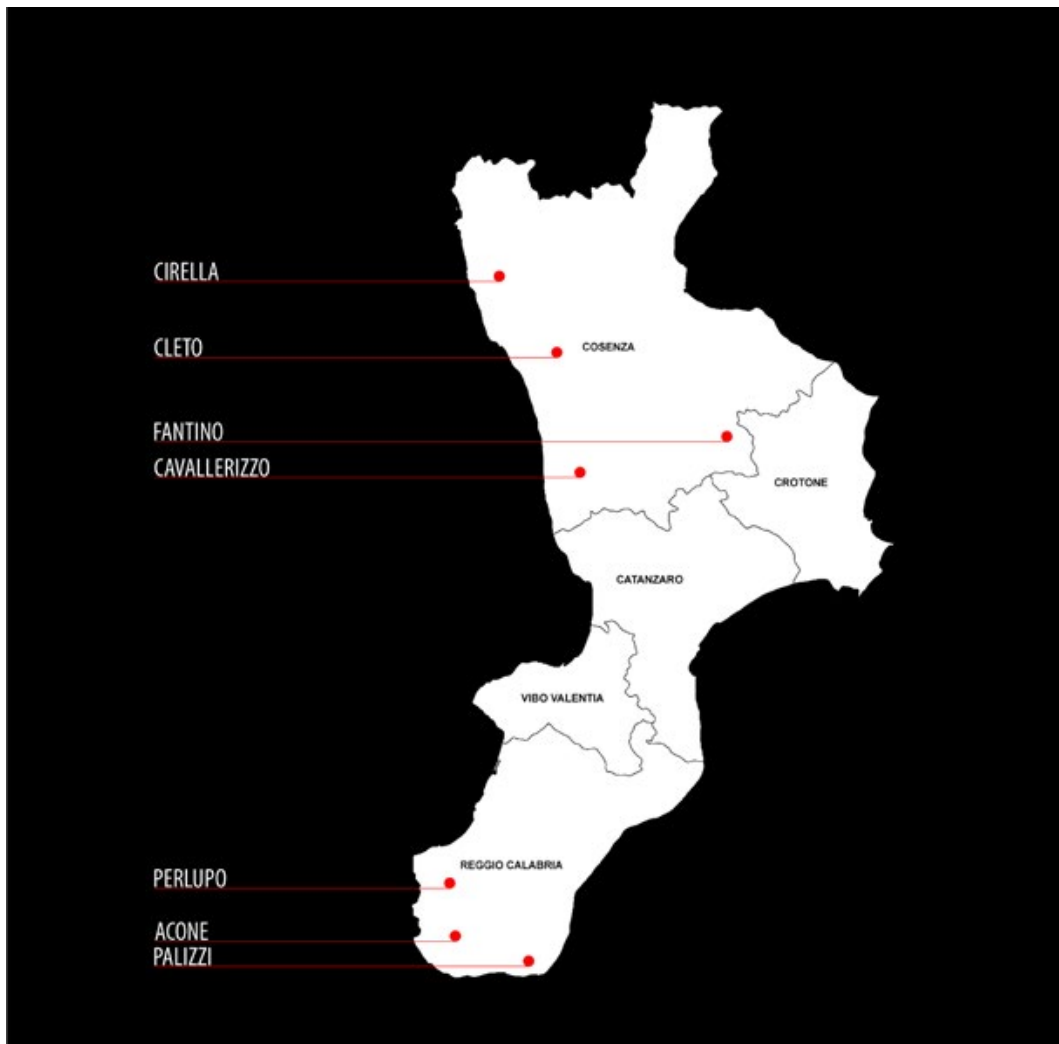 CIRELLA
CLETO
COSENZA
FANTINO
CAVALLERIZZO
CROTONE
CATANZARO
VIBO VALENTIA
REGGIO CALABRIA
PERLUPO
ACONE
PALIZZI